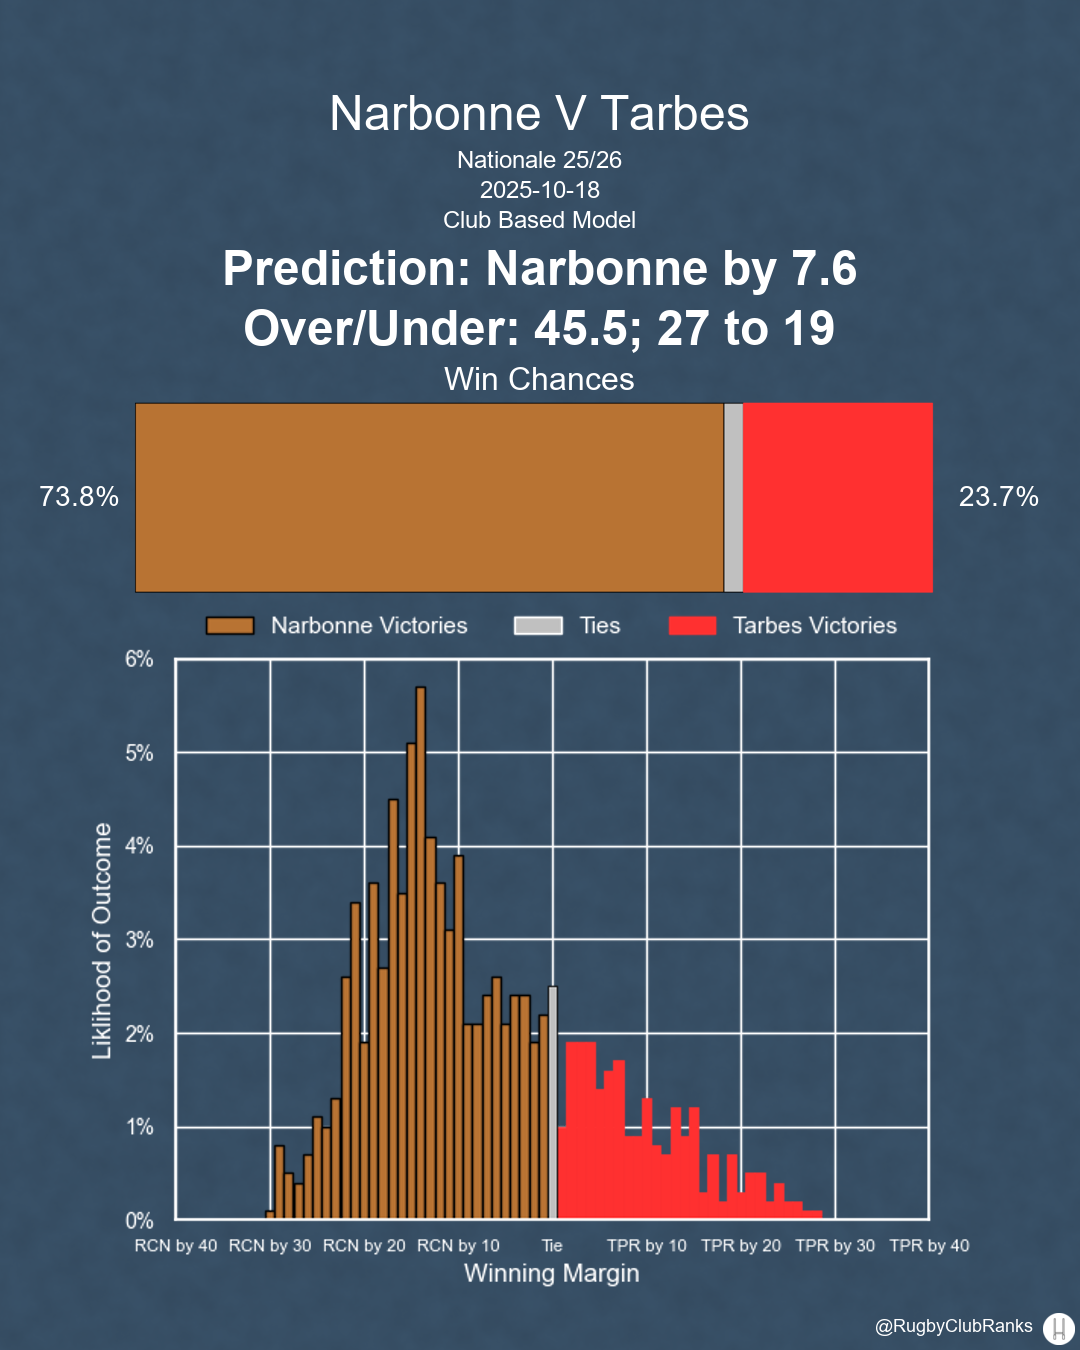 Narbonne V Tarbes
Nationale 25/26
2025-10-18
Club Based Model
Prediction: Narbonne by 7.6
Over/Under: 45.5; 27 to 19
Win Chances
73.8%
23.7%
Narbonne Victories
Ties
Tarbes Victories
6%
5%
4%
3%
2%
1%
0%
Liklihood of Outcome
RCN by 40
RCN by 30
RCN by 20
RCN by 10
Tie
TPR by 10
TPR by 20
TPR by 30
TPR by 40
Winning Margin
@RugbyClubRanks